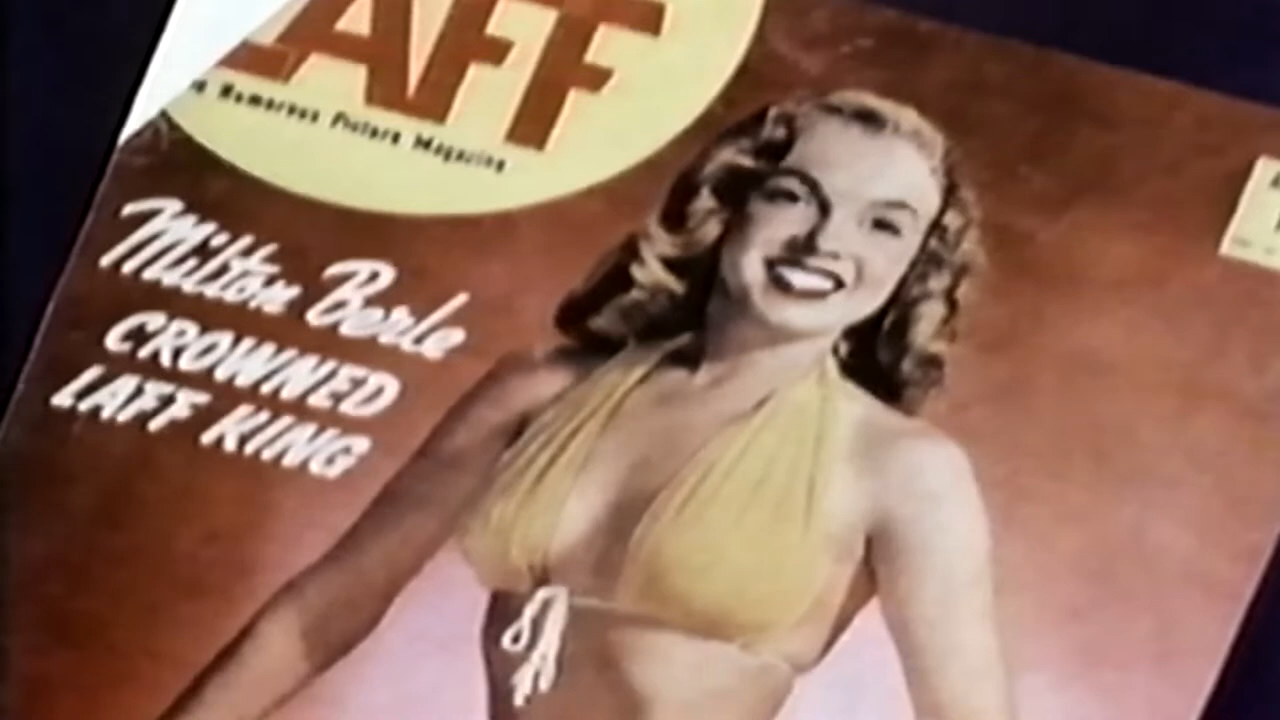 AFF
Humorous Picture Magazine
Milton Berle
CROWNED
LAFF KING